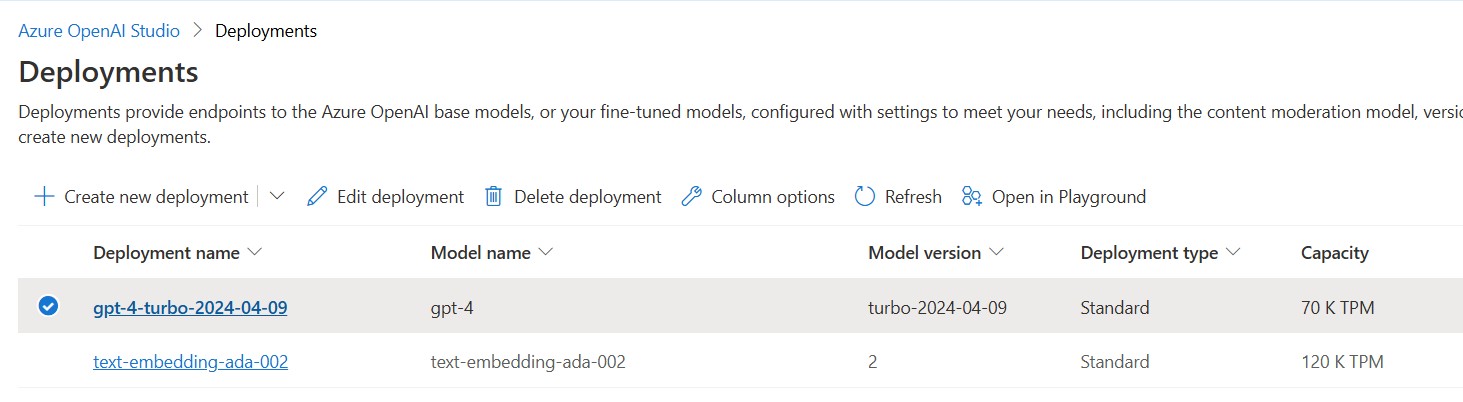 Azure OpenAI Studio > Deployments
Deployments
Deployments provide endpoints to the Azure OpenAI base models, or your fine-tuned models, configured with settings to meet your needs, including the content moderation model,
create new deployments.
Create new deployment Edit deployment Delete deployment Column options Refresh Open in Playground
Deployment name Model name Model version Deployment type Capacity
gpt-4-turbo-2024-04-09 gpt-4 turbo-2024-04-09 Standard 70 K TPM
text-embedding-ada-002 text-embedding-ada-002 2 Standard 120 K TPM